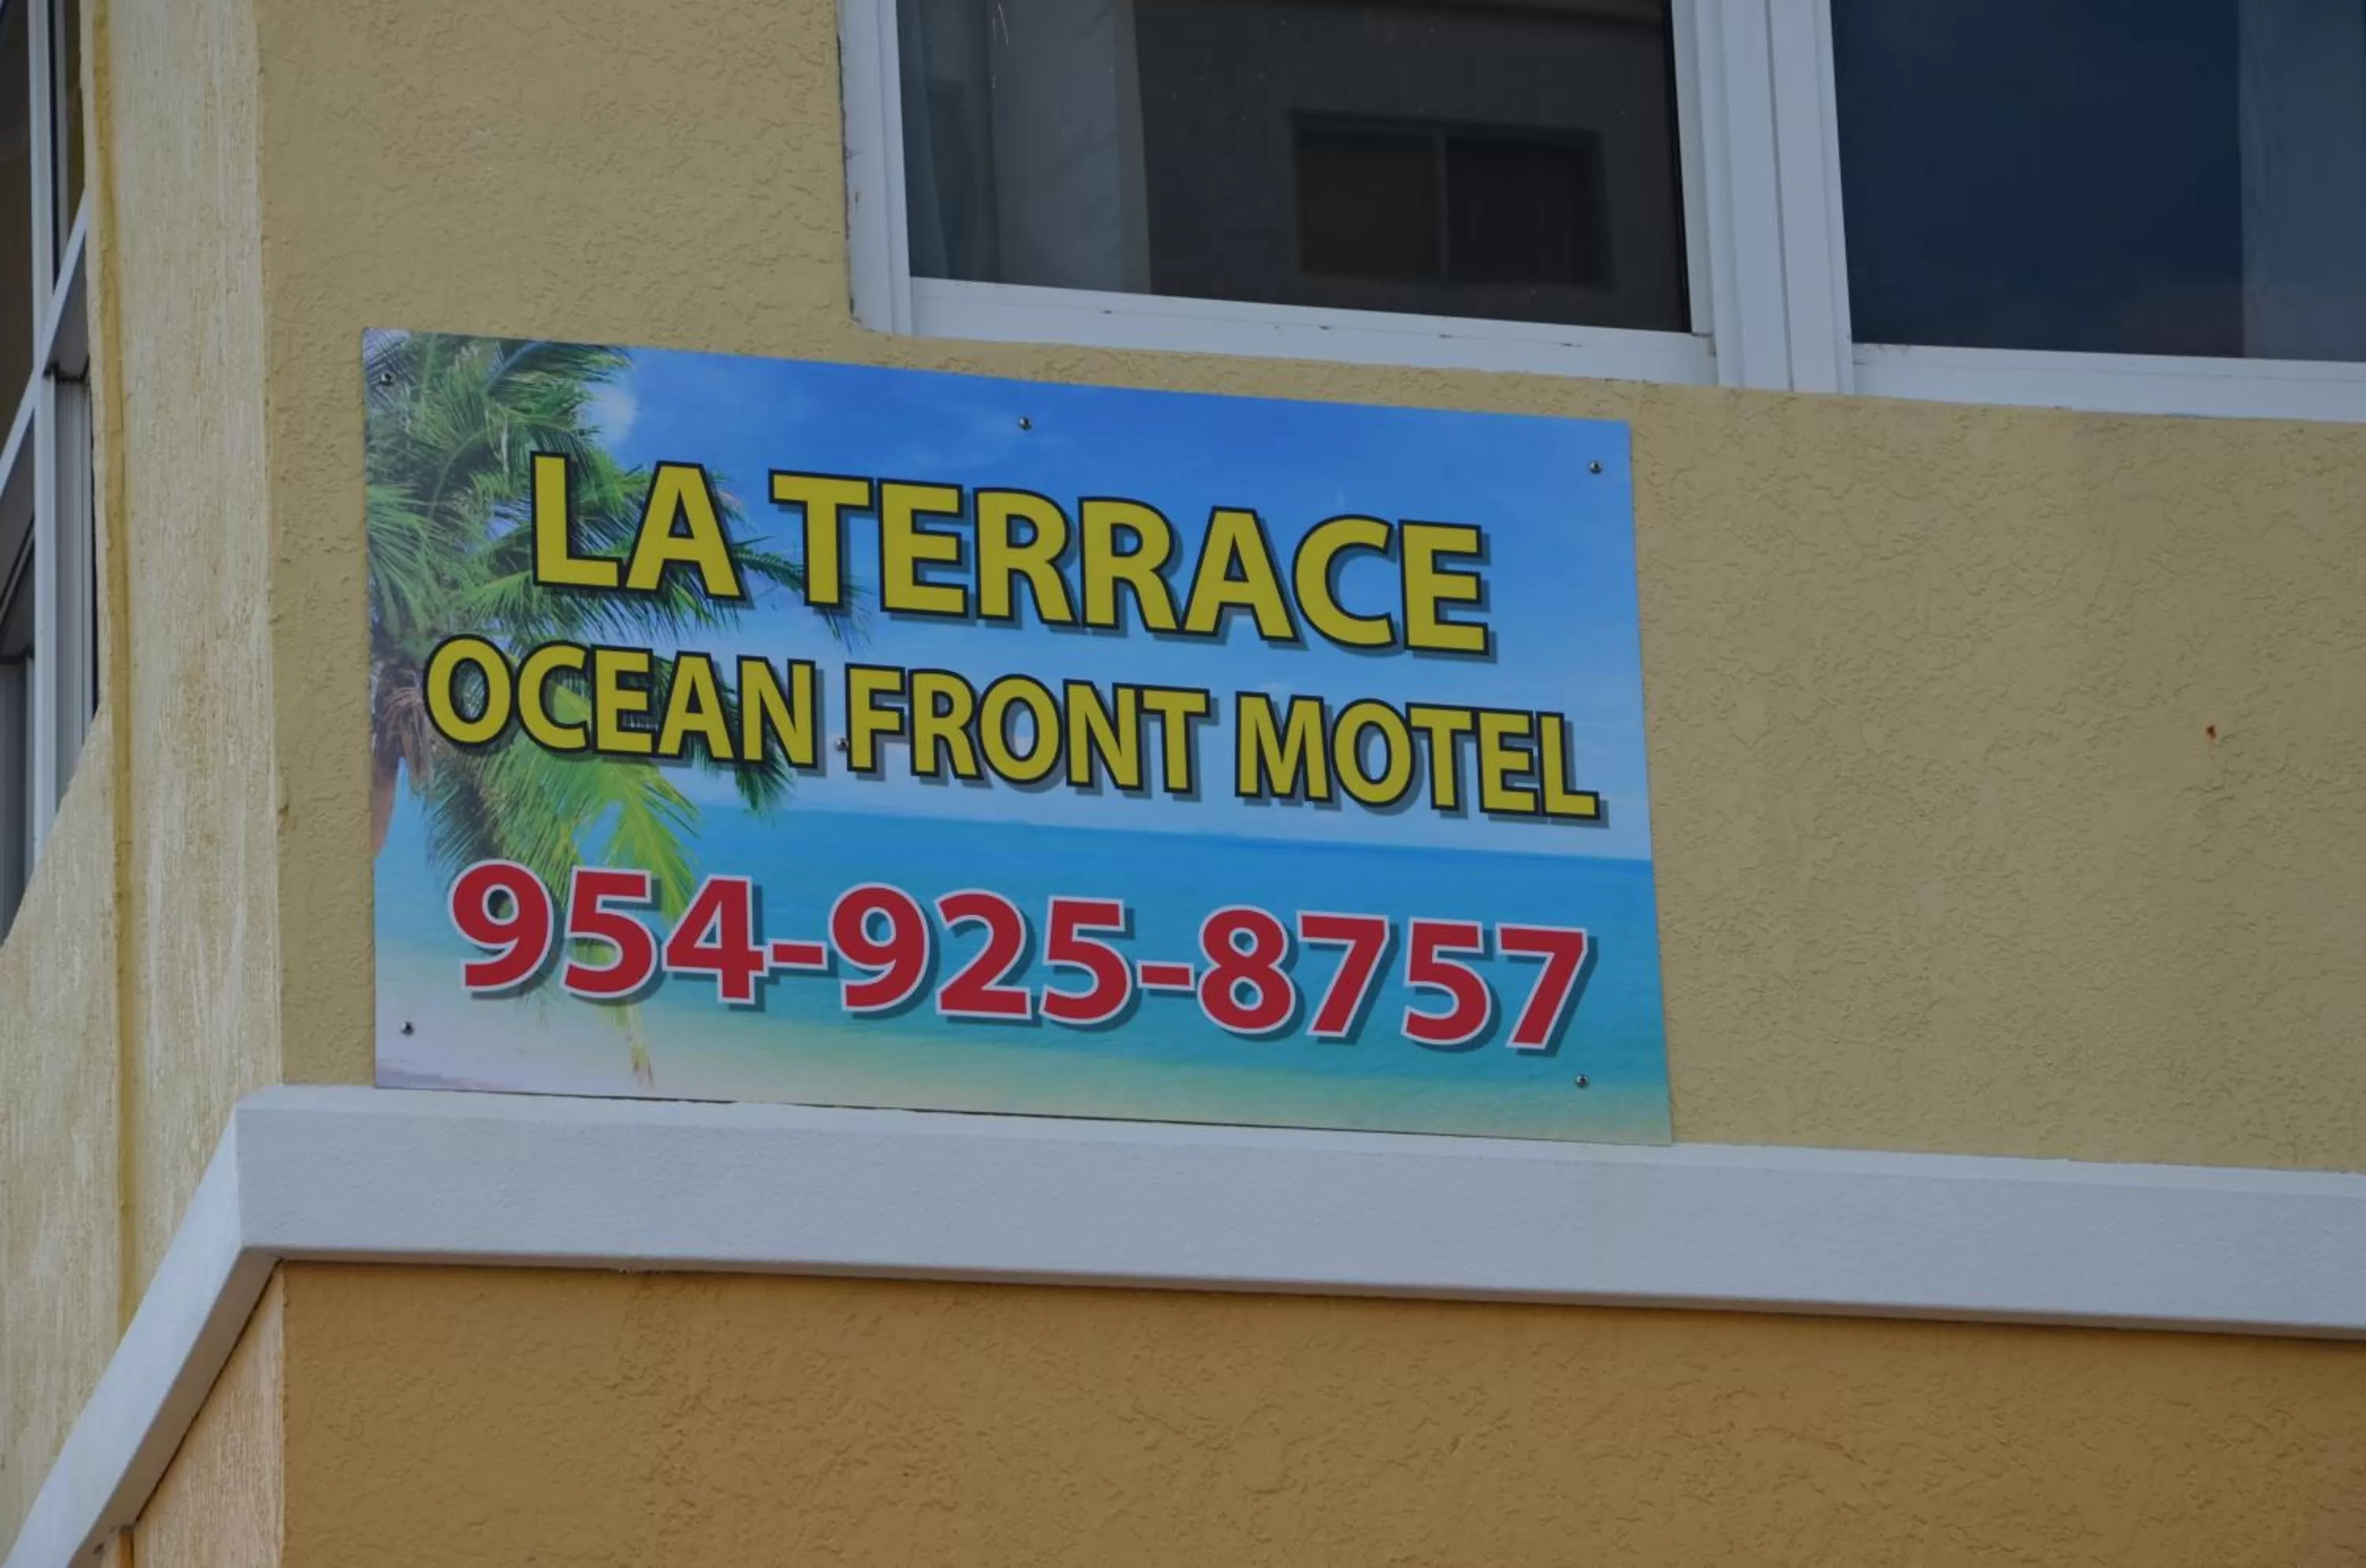 LA TERRACE
OCEAN FRONT MOTEL
954-925-8757